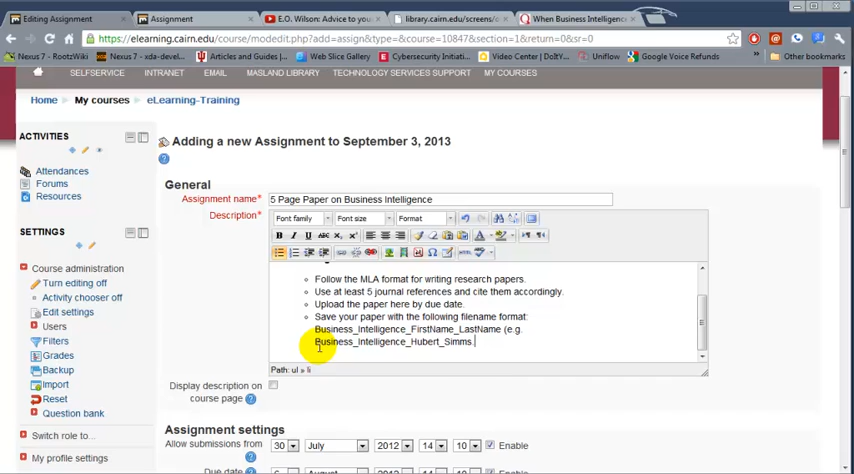 Editing Assignment
Assignment
E.O. Wilson: Advice to you
library.cairn.edu/screens/
When Business Intelligence
https://elearning.cairn.edu/course/modedit.php?add=assign&type=&course=10847&section=1&return=0&sr=0
Nexus 7 - RootzWiki
Nexus 7 - xda-devel...
Articles and Guides |...
Web Slice Gallery
Cybersecurity Initiati...
Video Center | DoIT...
Uniflow
Google Voice Refunds
»
Other bookmarks
SELFSERVICE
INTRANET
EMAIL
MASLAND LIBRARY
TECHNOLOGY SERVICES SUPPORT
MY COURSES
Home ► My courses ► eLearning-Training
ACTIVITIES
Attendances
Forums
Resources
SETTINGS
Course administration
Turn editing off
Activity chooser off
Edit settings
Users
Filters
Grades
Backup
Import
Reset
Question bank
Switch role to...
My profile settings
Adding a new Assignment to September 3, 2013
General
Assignment name* 5 Page Paper on Business Intelligence
Description*
Font family
Font size
Format
B I U ABC x₂ x²
HTML
Follow the MLA format for writing research papers.
Use at least 5 journal references and cite them accordingly.
Upload the paper here by due date.
Save your paper with the following filename format:
Business_Intelligence_FirstName_LastName (e.g.
Business_Intelligence_Hubert_Simms.
Path: ul » li
Display description on
course page
Assignment settings
Allow submissions from 30 July 2012 14 10 Enable
Due date 6 August 2012 14 10 Enable